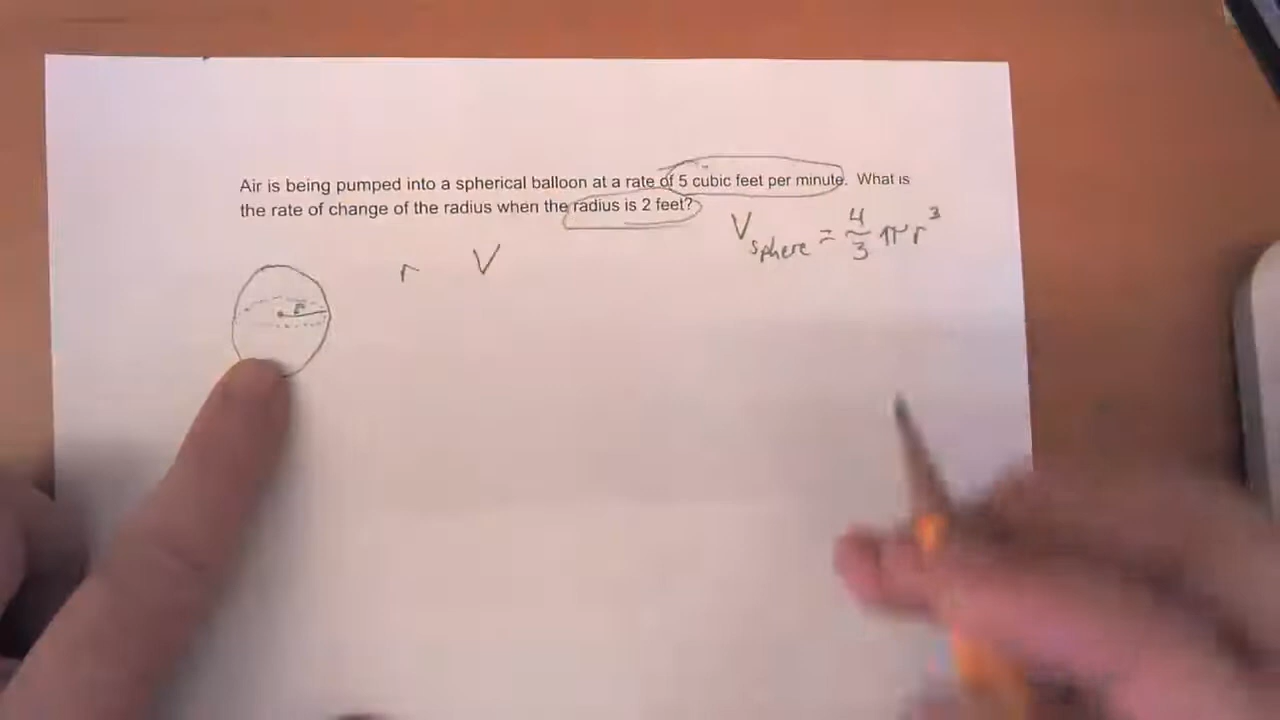 Air is being pumped into a spherical balloon at a rate of 5 cubic feet per minute. What is
the rate of change of the radius when the radius is 2 feet?
V sphere = 4/3 πr³
r V
r